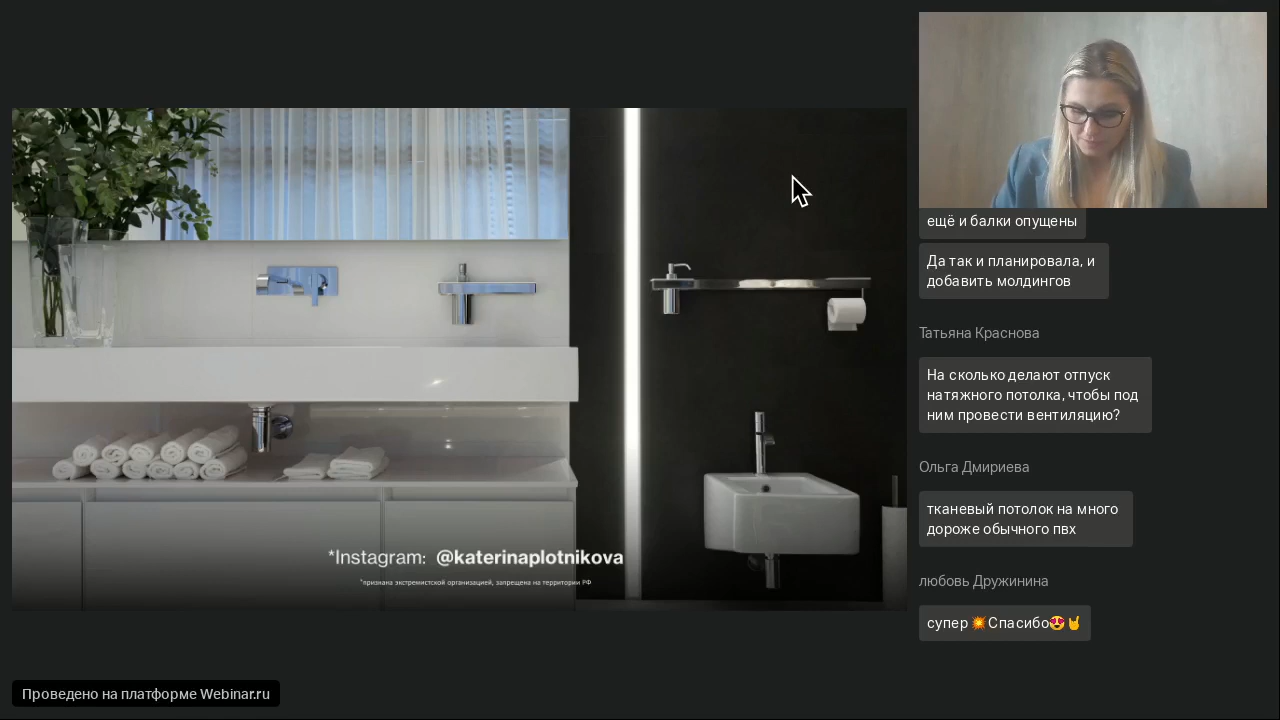 *Instagram: @katerinaplotnikova
*признана экстремистской организацией, запрещена на территории РФ
ещё и балки опущены
Да так и планировала, и
добавить молдингов
Татьяна Краснова
На сколько делают отпуск
натяжного потолка, чтобы под
ним провести вентиляцию?
Ольга Дмириева
тканевый потолок на много
дороже обычного пвх
любовь Дружинина
супер 💥Спасибо😍🤘
Проведено на платформе Webinar.ru